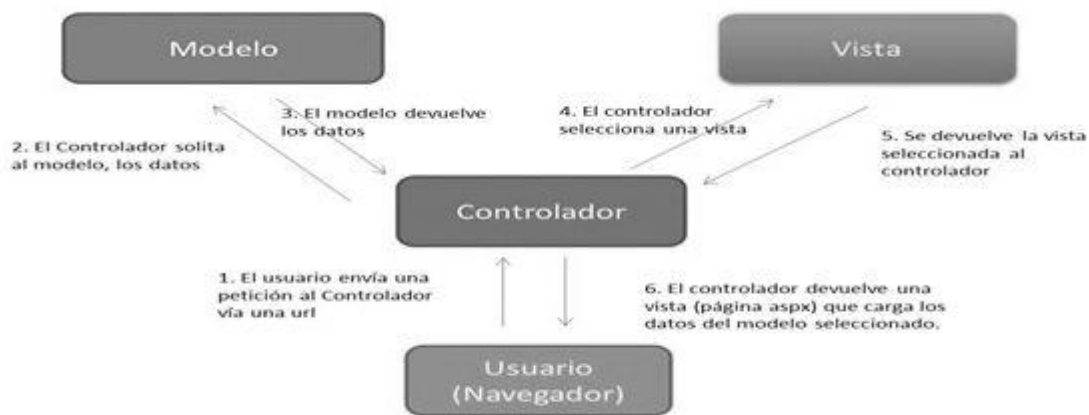 Modelo
Vista
3. El modelo devuelve
los datos
4. El controlador
selecciona una vista
2. El Controlador solita
al modelo, los datos
5. Se devuelve la vista
seleccionada al
controlador
Controlador
1. El usuario envía una
petición al Controlador
vía una url
6. El controlador devuelve una
vista (página aspx) que carga los
datos del modelo seleccionado.
Usuario
(Navegador)